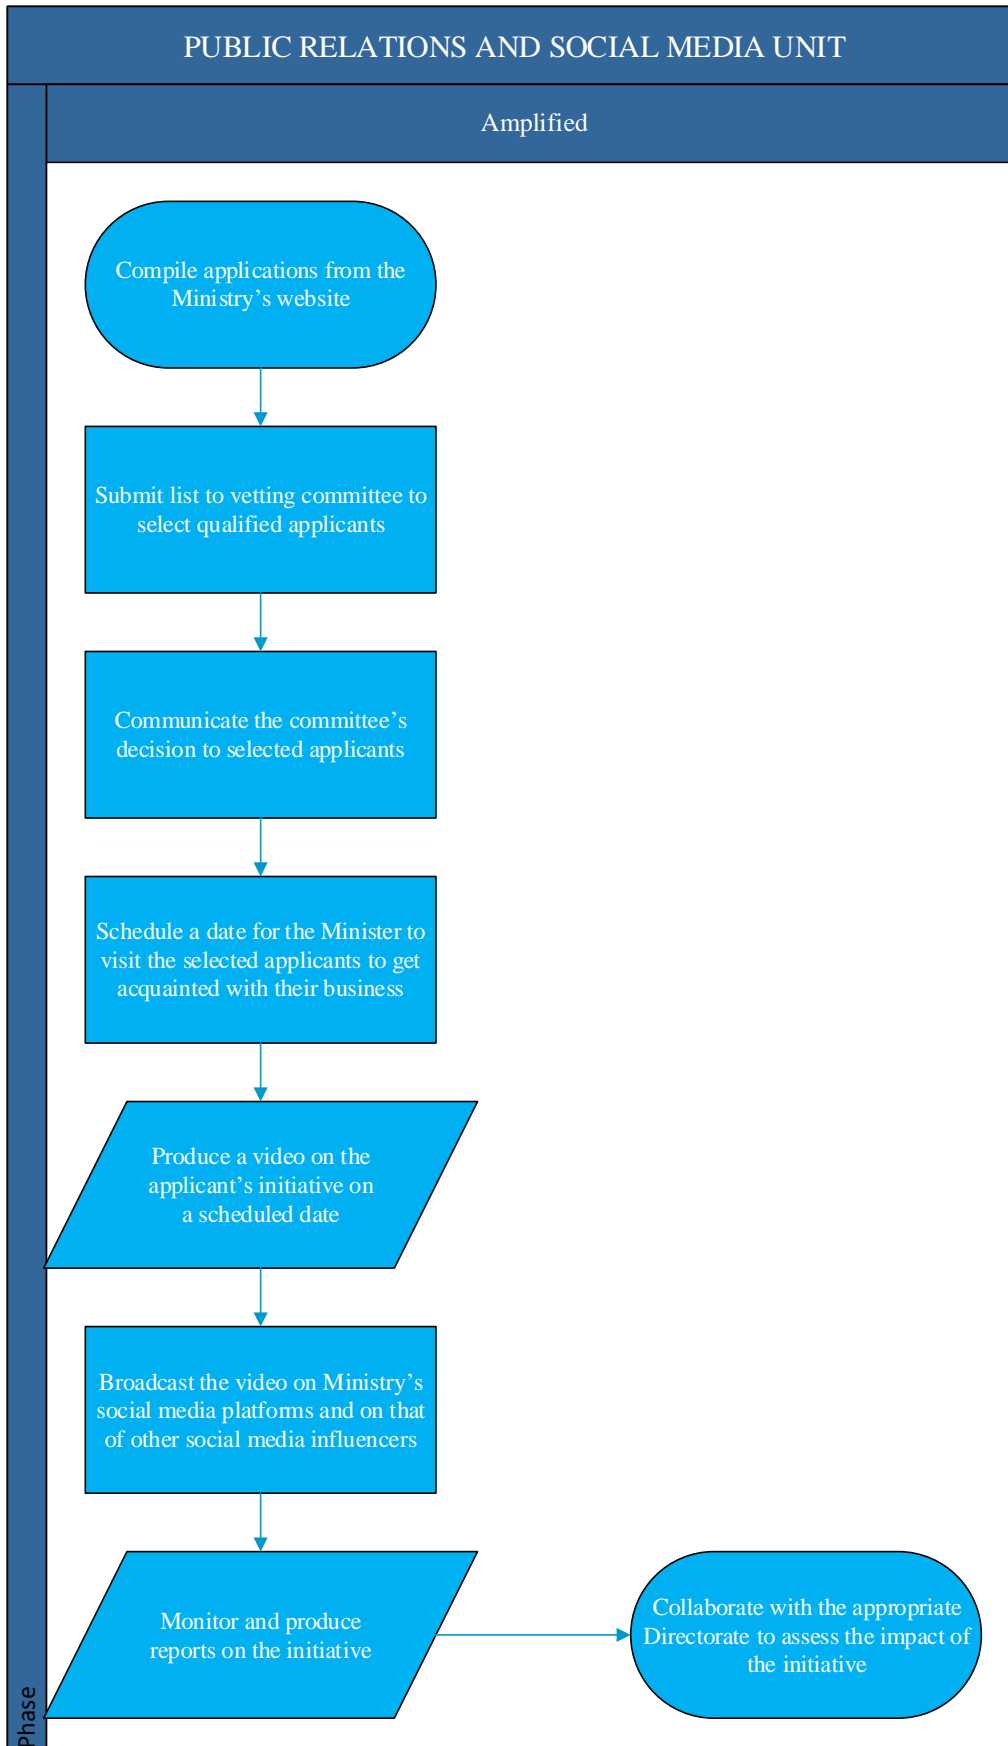 PUBLIC RELATIONS AND SOCIAL MEDIA UNIT
Amplified
Compile applications from the
Ministry’s website
Submit list to vetting committee to
select qualified applicants
Communicate the committee’s
decision to selected applicants
Schedule a date for the Minister to
visit the selected applicants to get
acquainted with their business
Produce a video on the
applicant’s initiative on
a scheduled date
Broadcast the video on Ministry’s
social media platforms and on that
of other social media influencers
Monitor and produce
reports on the initiative
Collaborate with the appropriate
Directorate to assess the impact of
the initiative
Phase